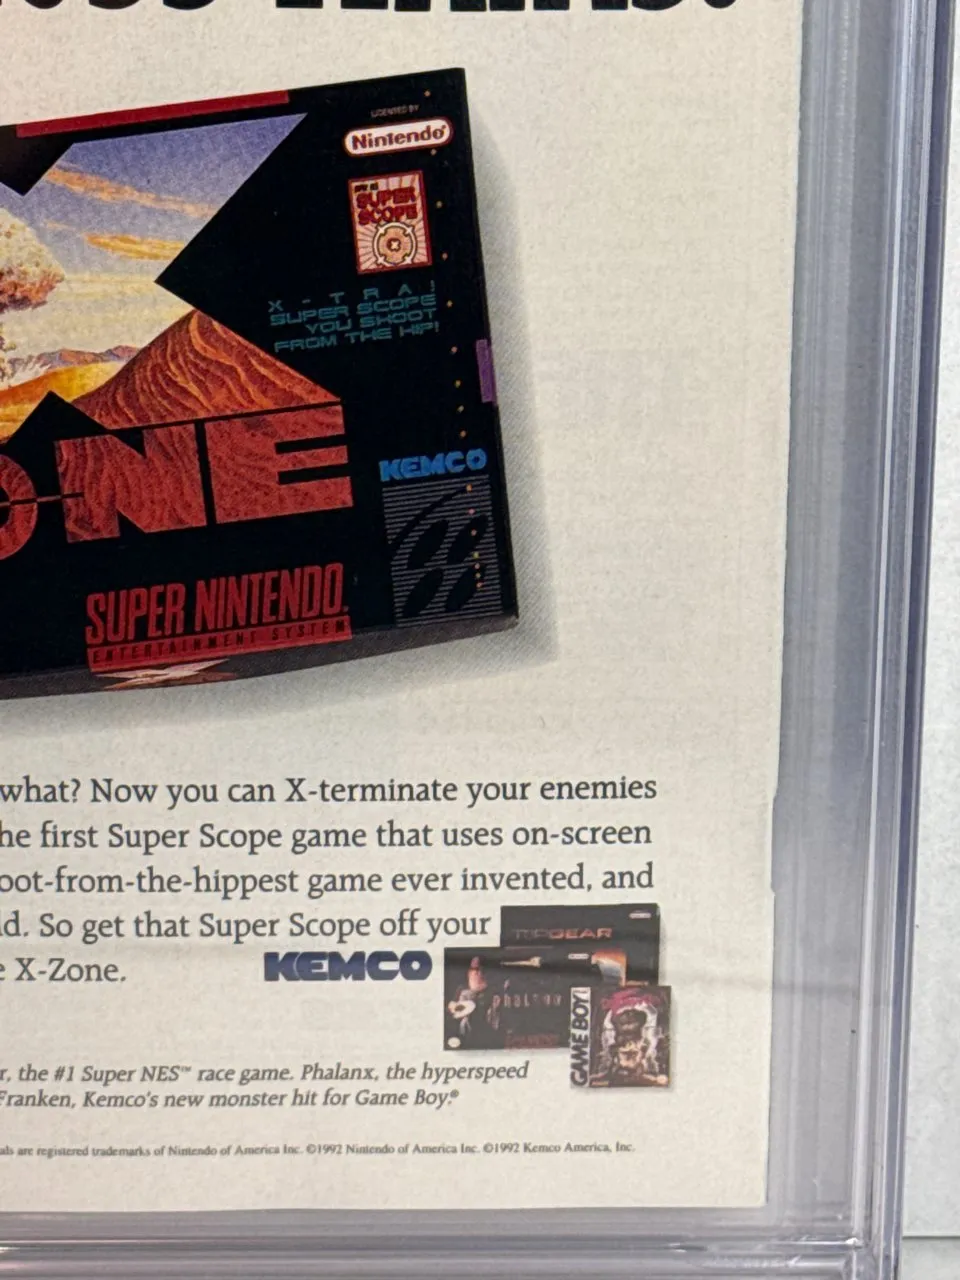 LICENSED BY
Nintendo
SUPER
SCOPE
X-TRA!
SUPER SCOPE
YOU SHOOT
FROM THE HIP!
ONE
KEMCO
SUPER NINTENDO
ENTERTAINMENT SYSTEM
what? Now you can X-terminate your enemies
he first Super Scope game that uses on-screen
oot-from-the-hippest game ever invented, and
d. So get that Super Scope off your
e X-Zone.
KEMCO
TOP GEAR
phalanx
GAME BOY
r, the #1 Super NES™ race game. Phalanx, the hyperspeed
Franken, Kemco's new monster hit for Game Boy.®
als are registered trademarks of Nintendo of America Inc. ©1992 Nintendo of America Inc. ©1992 Kemco America, Inc.